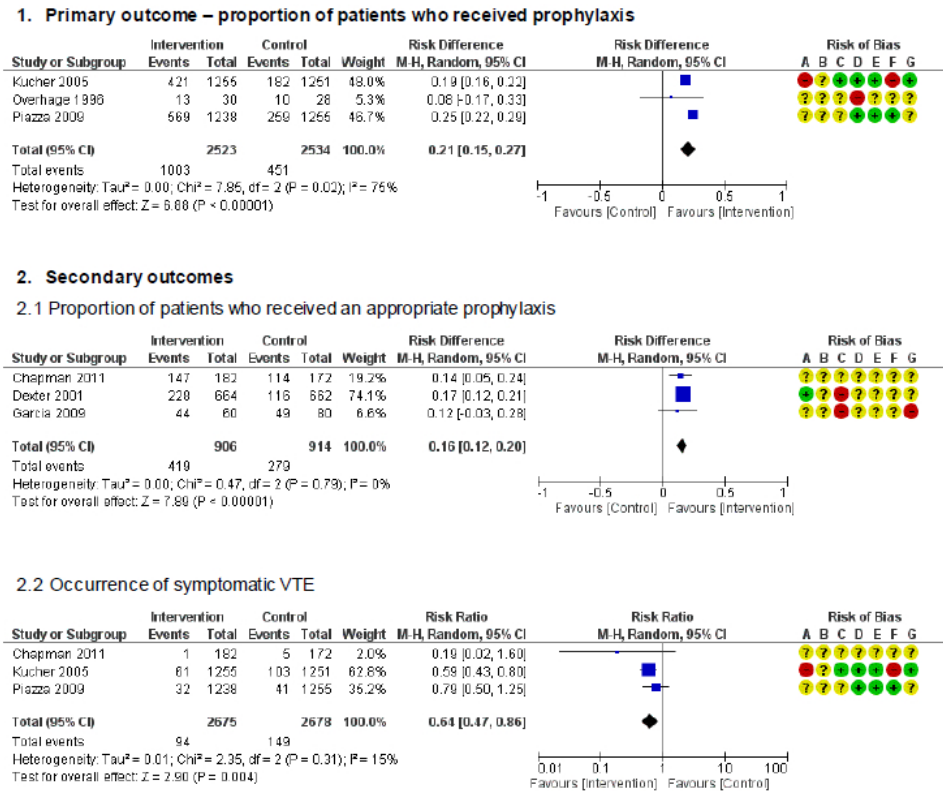 1. Primary outcome – proportion of patients who received prophylaxis
Intervention Control Risk Difference Risk Difference Risk of Bias
Study or Subgroup Events Total Events Total Weight M-H, Random, 95% CI M-H, Random, 95% CI A B C D E F G
Kucher 2005 421 1255 182 1251 48.0% 0.19 [0.16, 0.22] - ? + + + - +
Overhage 1996 13 30 10 28 5.3% 0.08 [-0.17, 0.33] ? ? ? - ? ? ?
Piazza 2009 569 1238 259 1255 46.7% 0.25 [0.22, 0.29] ? ? ? + + + ?
Total (95% CI) 2523 2534 100.0% 0.21 [0.15, 0.27]
Total events 1003 451
Heterogeneity: Tau² = 0.00; Chi² = 7.85, df = 2 (P = 0.02); I² = 75%
Test for overall effect: Z = 6.88 (P < 0.00001)
-1 -0.5 0 0.5 1
Favours [Control] Favours [Intervention]
2. Secondary outcomes
2.1 Proportion of patients who received an appropriate prophylaxis
Intervention Control Risk Difference Risk Difference Risk of Bias
Study or Subgroup Events Total Events Total Weight M-H, Random, 95% CI M-H, Random, 95% CI A B C D E F G
Chapman 2011 147 182 114 172 19.2% 0.14 [0.05, 0.24] ? ? ? ? ? ? ?
Dexter 2001 228 664 116 662 74.1% 0.17 [0.12, 0.21] + ? - ? ? ? ?
Garcia 2009 44 60 49 80 6.6% 0.12 [-0.03, 0.28] ? ? - ? ? ? -
Total (95% CI) 906 914 100.0% 0.16 [0.12, 0.20]
Total events 419 279
Heterogeneity: Tau² = 0.00; Chi² = 0.47, df = 2 (P = 0.79); I² = 0%
Test for overall effect: Z = 7.89 (P < 0.00001)
-1 -0.5 0 0.5 1
Favours [Control] Favours [Intervention]
2.2 Occurrence of symptomatic VTE
Intervention Control Risk Ratio Risk Ratio Risk of Bias
Study or Subgroup Events Total Events Total Weight M-H, Random, 95% CI M-H, Random, 95% CI A B C D E F G
Chapman 2011 1 182 5 172 2.0% 0.19 [0.02, 1.60] ? ? ? ? ? ? ?
Kucher 2005 61 1255 103 1251 62.8% 0.59 [0.43, 0.80] - ? + + + - +
Piazza 2009 32 1238 41 1255 35.2% 0.79 [0.50, 1.25] ? ? ? + + + ?
Total (95% CI) 2675 2678 100.0% 0.64 [0.47, 0.86]
Total events 94 149
Heterogeneity: Tau² = 0.01; Chi² = 2.35, df = 2 (P = 0.31); I² = 15%
Test for overall effect: Z = 2.90 (P = 0.004)
0.01 0.1 1 10 100
Favours [Intervention] Favours [Control]